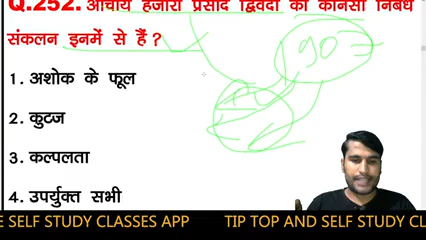 Q.252. आचार्य हजारी प्रसाद द्विवेदी का कौनसा निबंध
संकलन इनमें से हैं?
1. अशोक के फूल
2. कुटज
3. कल्पलता
4. उपर्युक्त सभी
E SELF STUDY CLASSES APP TIP TOP AND SELF STUDY CL